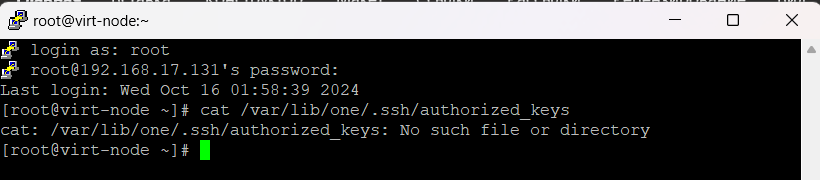 root@virt-node:~
login as: root
root@192.168.17.131's password:
Last login: Wed Oct 16 01:58:39 2024
[root@virt-node ~]# cat /var/lib/one/.ssh/authorized_keys
cat: /var/lib/one/.ssh/authorized_keys: No such file or directory
[root@virt-node ~]#